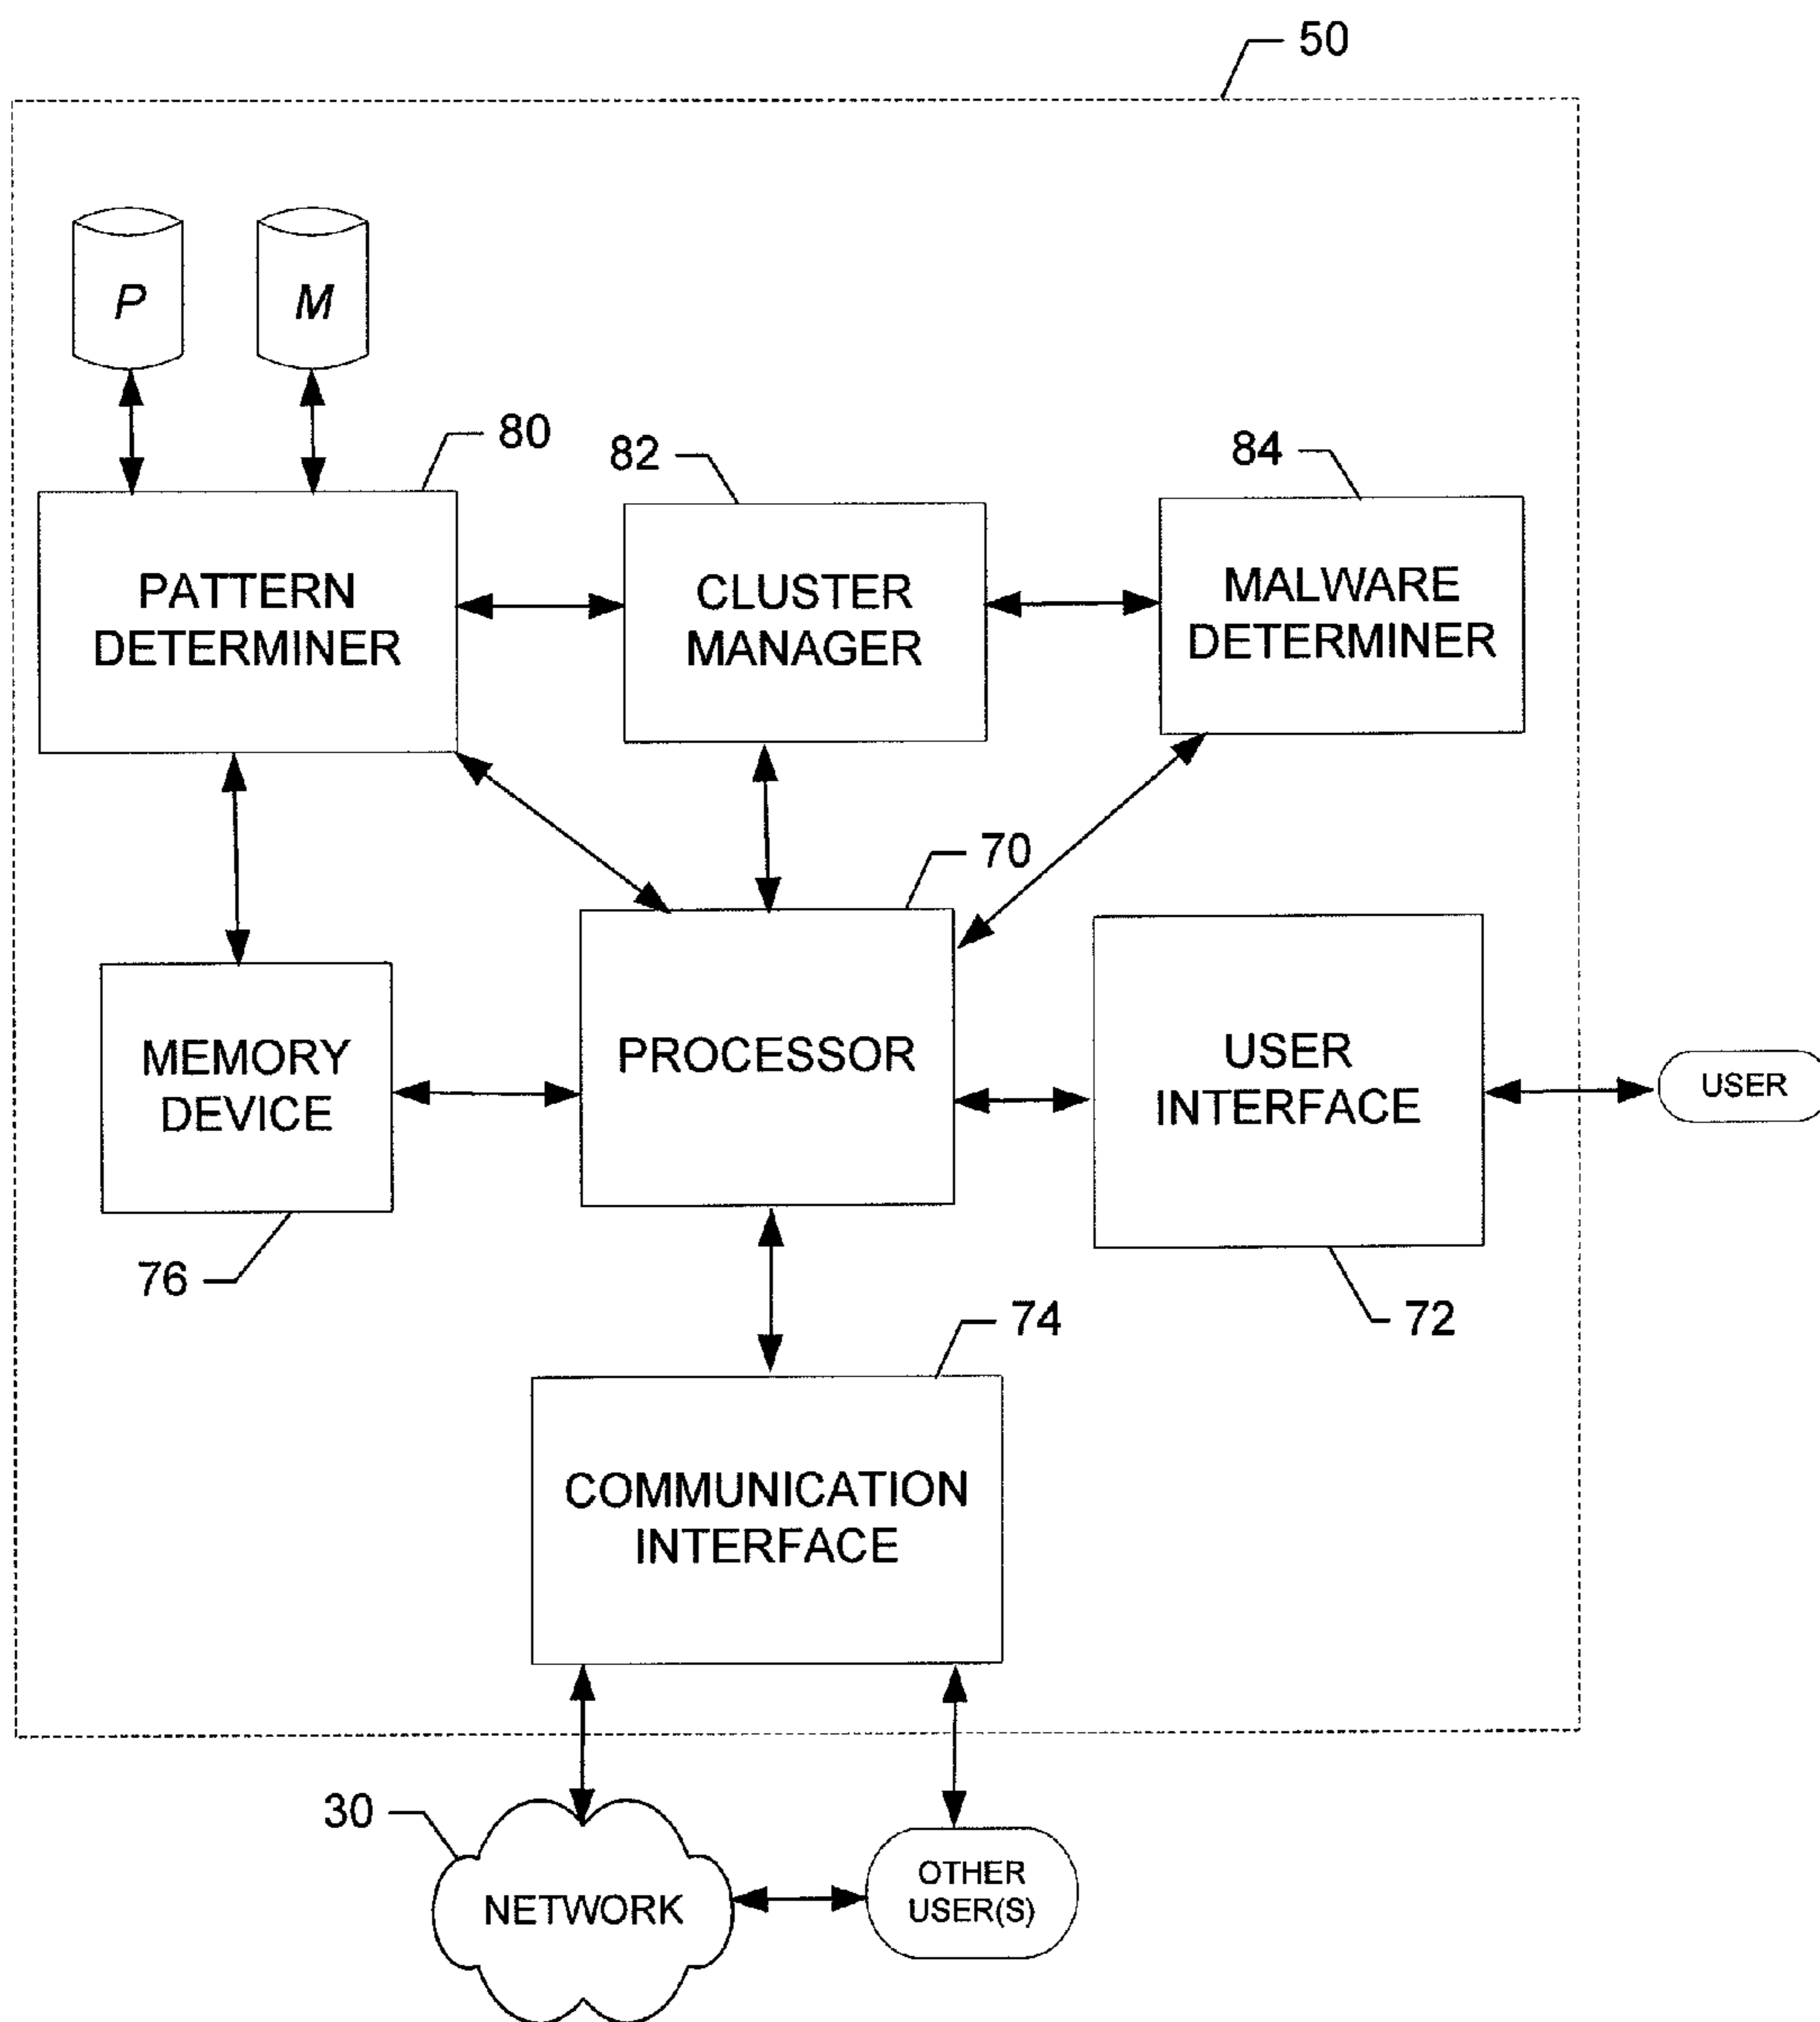 50
P
M
80
82
84
PATTERN
DETERMINER
CLUSTER
MANAGER
MALWARE
DETERMINER
70
MEMORY
DEVICE
PROCESSOR
USER
INTERFACE
USER
76
74
72
COMMUNICATION
INTERFACE
30
NETWORK
OTHER
USER(S)